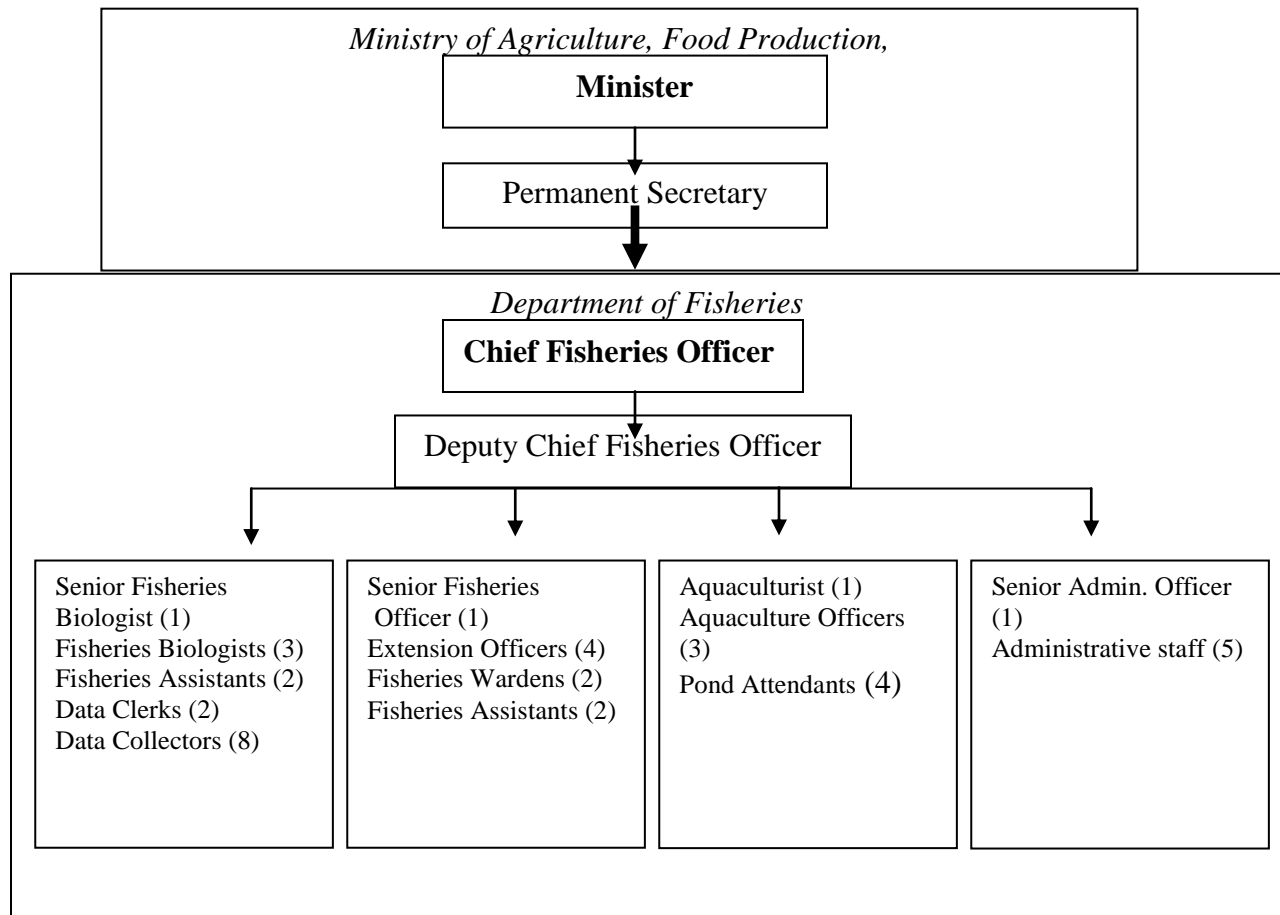 Ministry of Agriculture, Food Production,
Minister
Permanent Secretary
Department of Fisheries
Chief Fisheries Officer
Deputy Chief Fisheries Officer
Senior Fisheries
Biologist (1)
Fisheries Biologists (3)
Fisheries Assistants (2)
Data Clerks (2)
Data Collectors (8)
Senior Fisheries
Officer (1)
Extension Officers (4)
Fisheries Wardens (2)
Fisheries Assistants (2)
Aquaculturist (1)
Aquaculture Officers
(3)
Pond Attendants (4)
Senior Admin. Officer
(1)
Administrative staff (5)